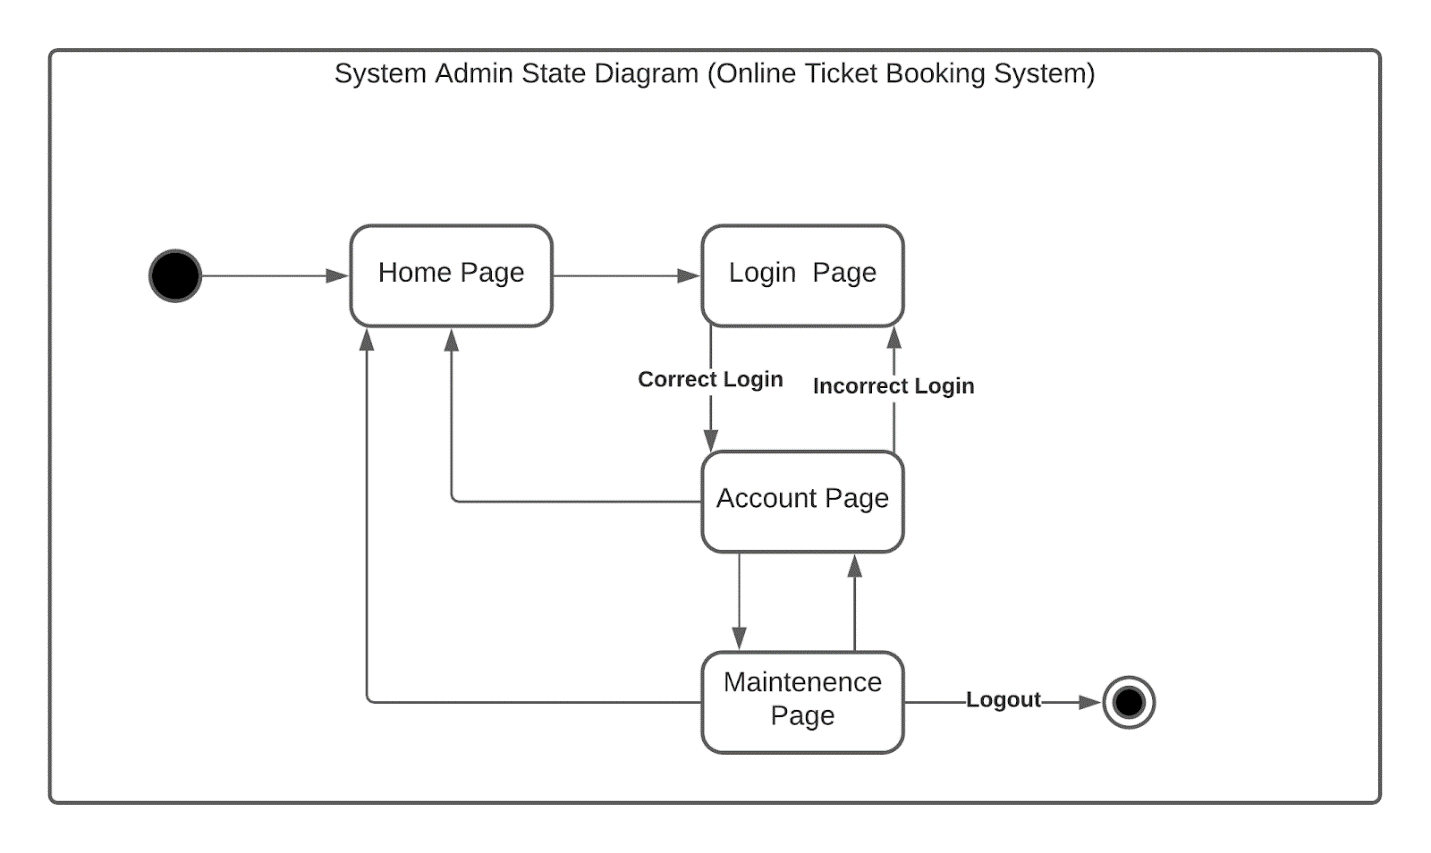 System Admin State Diagram (Online Ticket Booking System)
Home Page
Login  Page
Correct Login
Incorrect Login
Account Page
Maintenence
Page
Logout